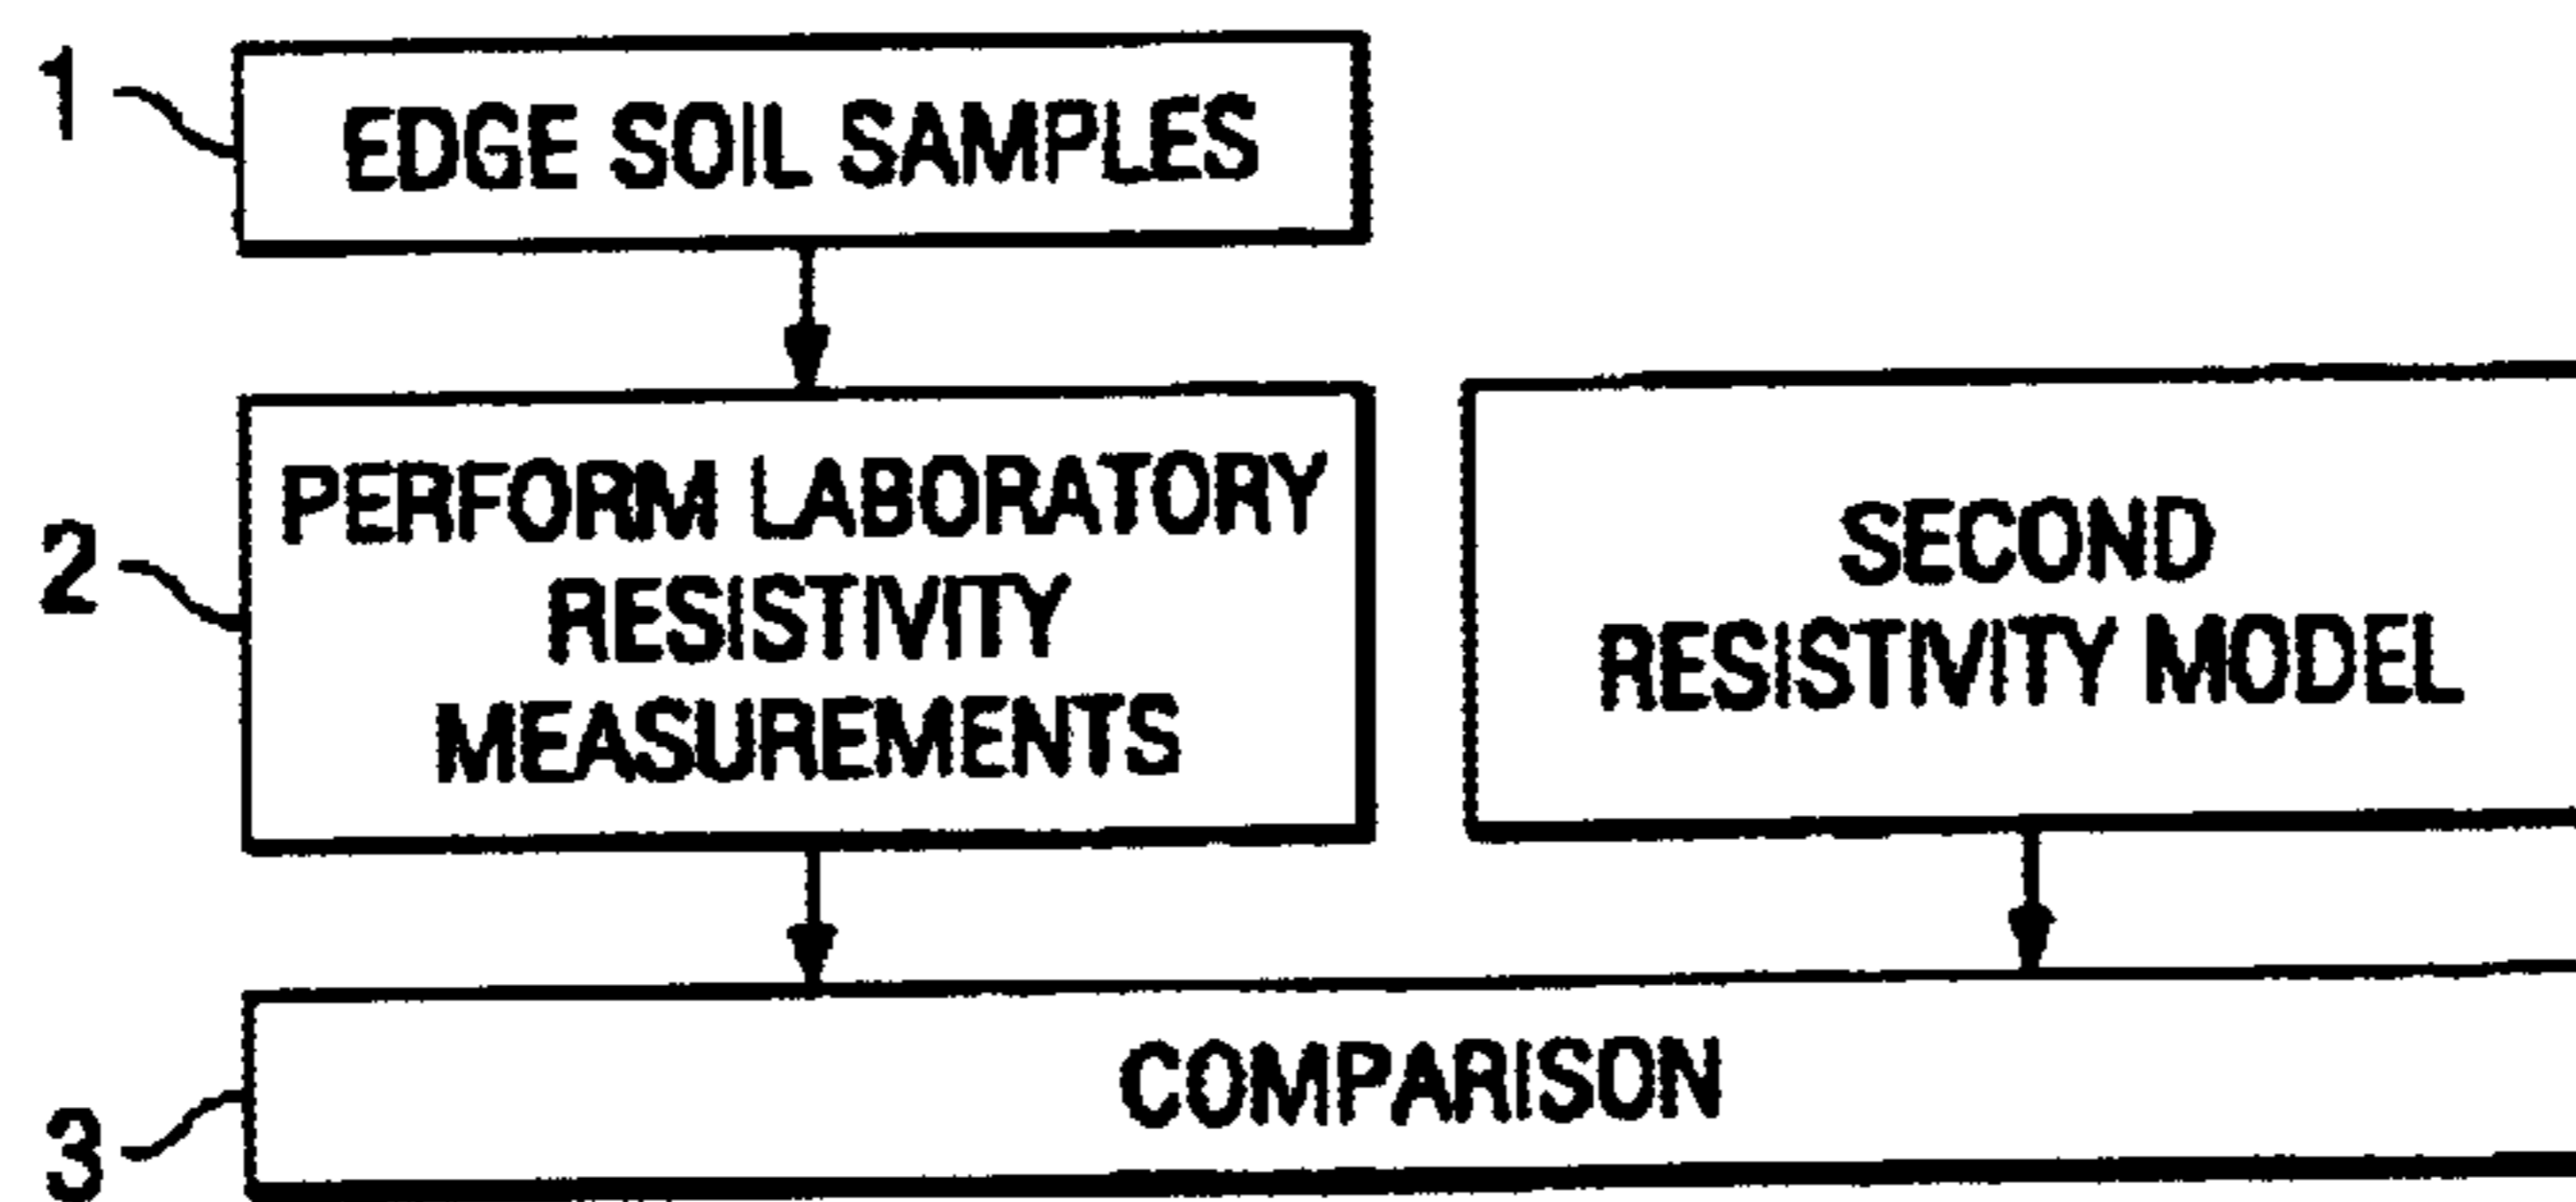 1
EDGE SOIL SAMPLES
2
PERFORM LABORATORY
RESISTIVITY
MEASUREMENTS
SECOND
RESISTIVITY MODEL
3
COMPARISON